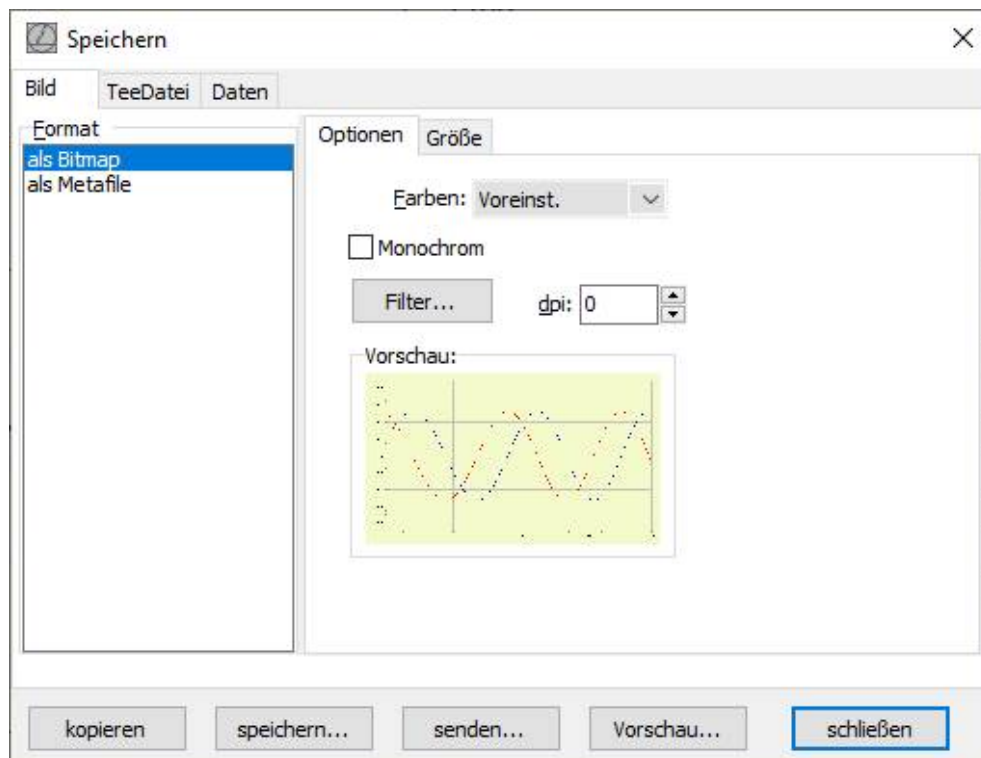 Speichern
Bild TeeDatei Daten
Format
als Bitmap
als Metafile
Optionen Größe
Farben: Voreinst.
Monochrom
Filter... dpi: 0
Vorschau:
kopieren speichern... senden... Vorschau... schließen